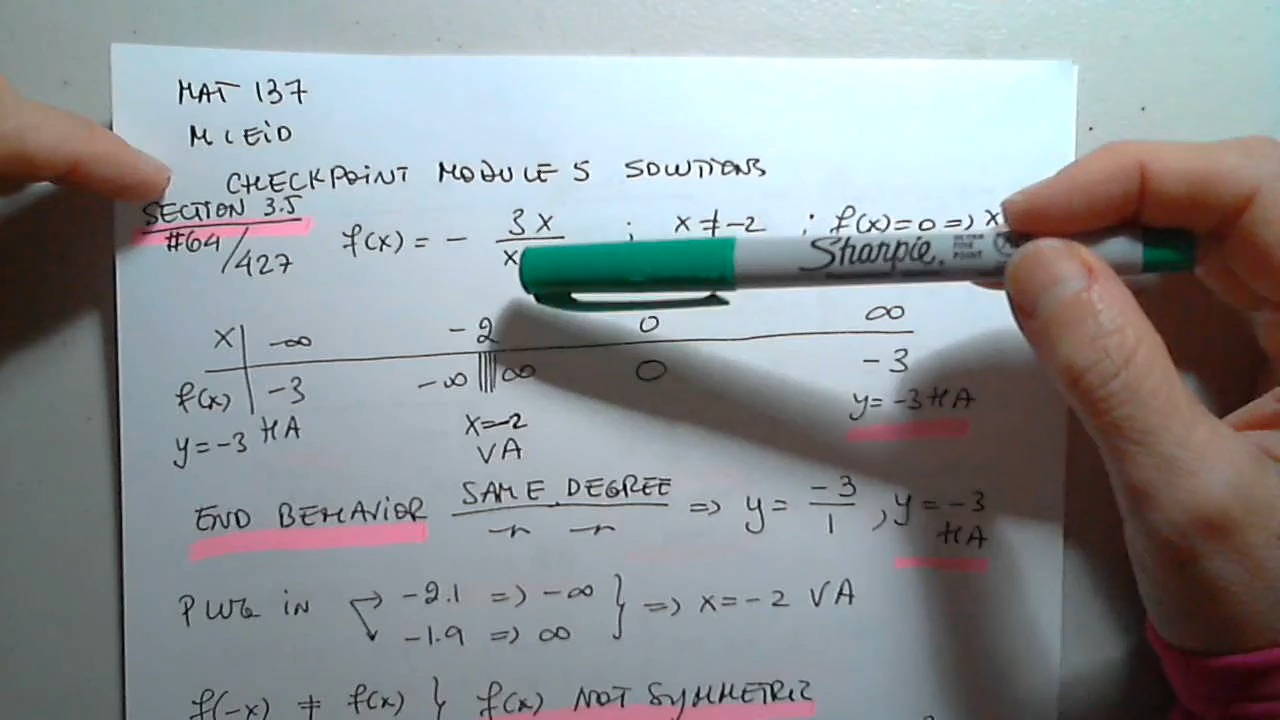 MAT 137
MCLEID
CHECKPOINT MODULE 5 SOLUTIONS
SECTION 3.5
#64/427 f(x) = - 3x / x ; x ≠ -2 ; f(x)=0 => x
Sharpie.
x | -∞ -2 0 ∞
f(x) | -3 -∞ |||| ∞ 0 -3
y=-3 HA x=-2 VA y=-3 HA
END BEHAVIOR SAME DEGREE => y = -3/1 , y=-3 HA
PLUG IN -2.1 => -∞ } => x=-2 VA
-1.9 => ∞
f(-x) ≠ f(x) } f(x) NOT SYMMETRIC